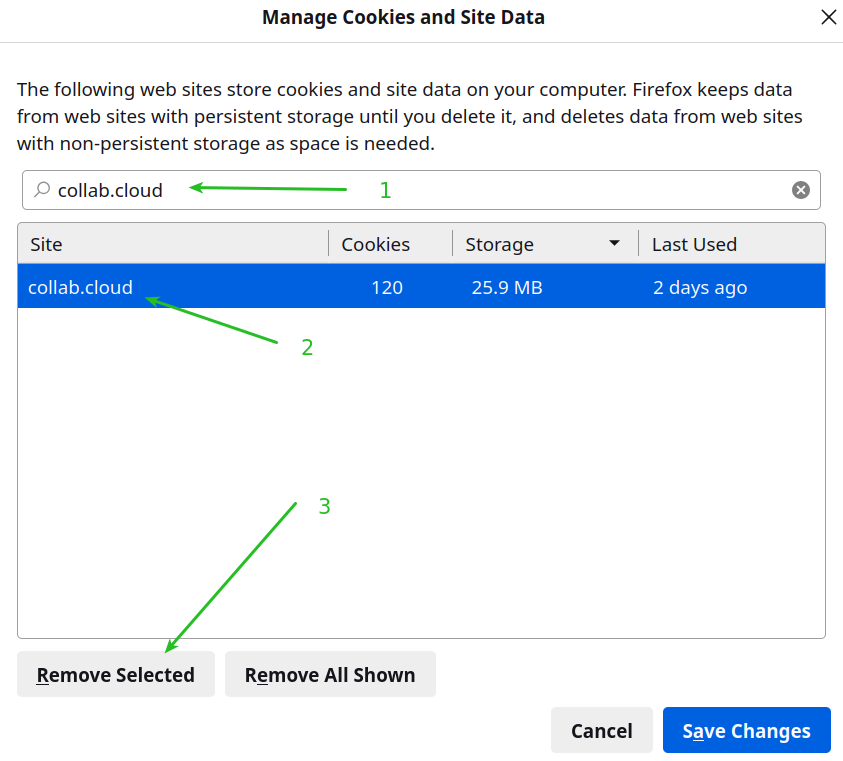 Manage Cookies and Site Data
The following web sites store cookies and site data on your computer. Firefox keeps data
from web sites with persistent storage until you delete it, and deletes data from web sites
with non-persistent storage as space is needed.
collab.cloud 1
Site Cookies Storage Last Used
collab.cloud 120 25.9 MB 2 days ago
2
3
Remove Selected Remove All Shown
Cancel Save Changes